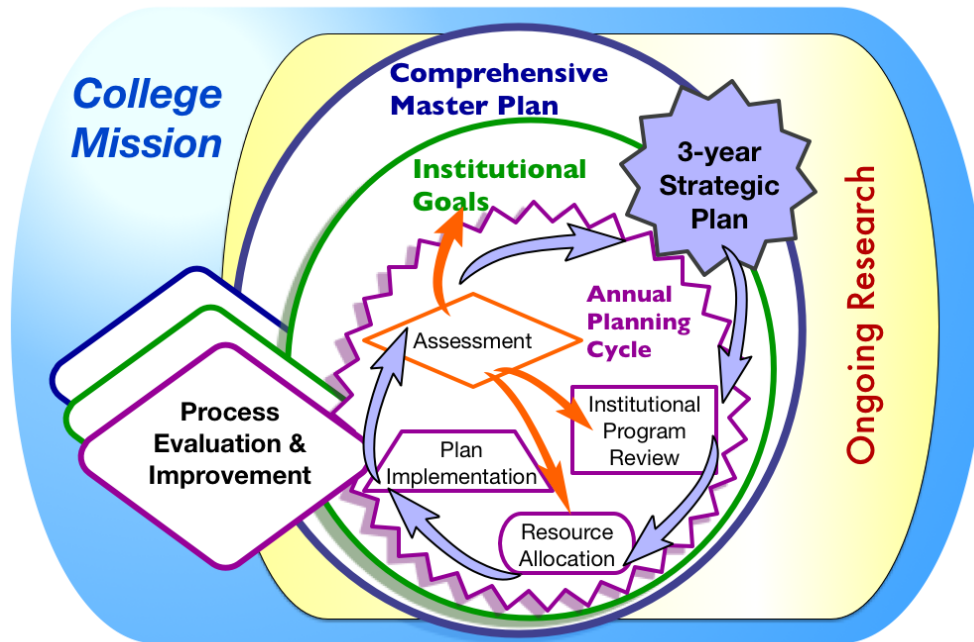 College
Mission
Comprehensive
Master Plan
3-year
Strategic
Plan
Institutional
Goals
Annual
Planning
Cycle
Assessment
Institutional
Program
Review
Plan
Implementation
Resource
Allocation
Process
Evaluation &
Improvement
Ongoing Research